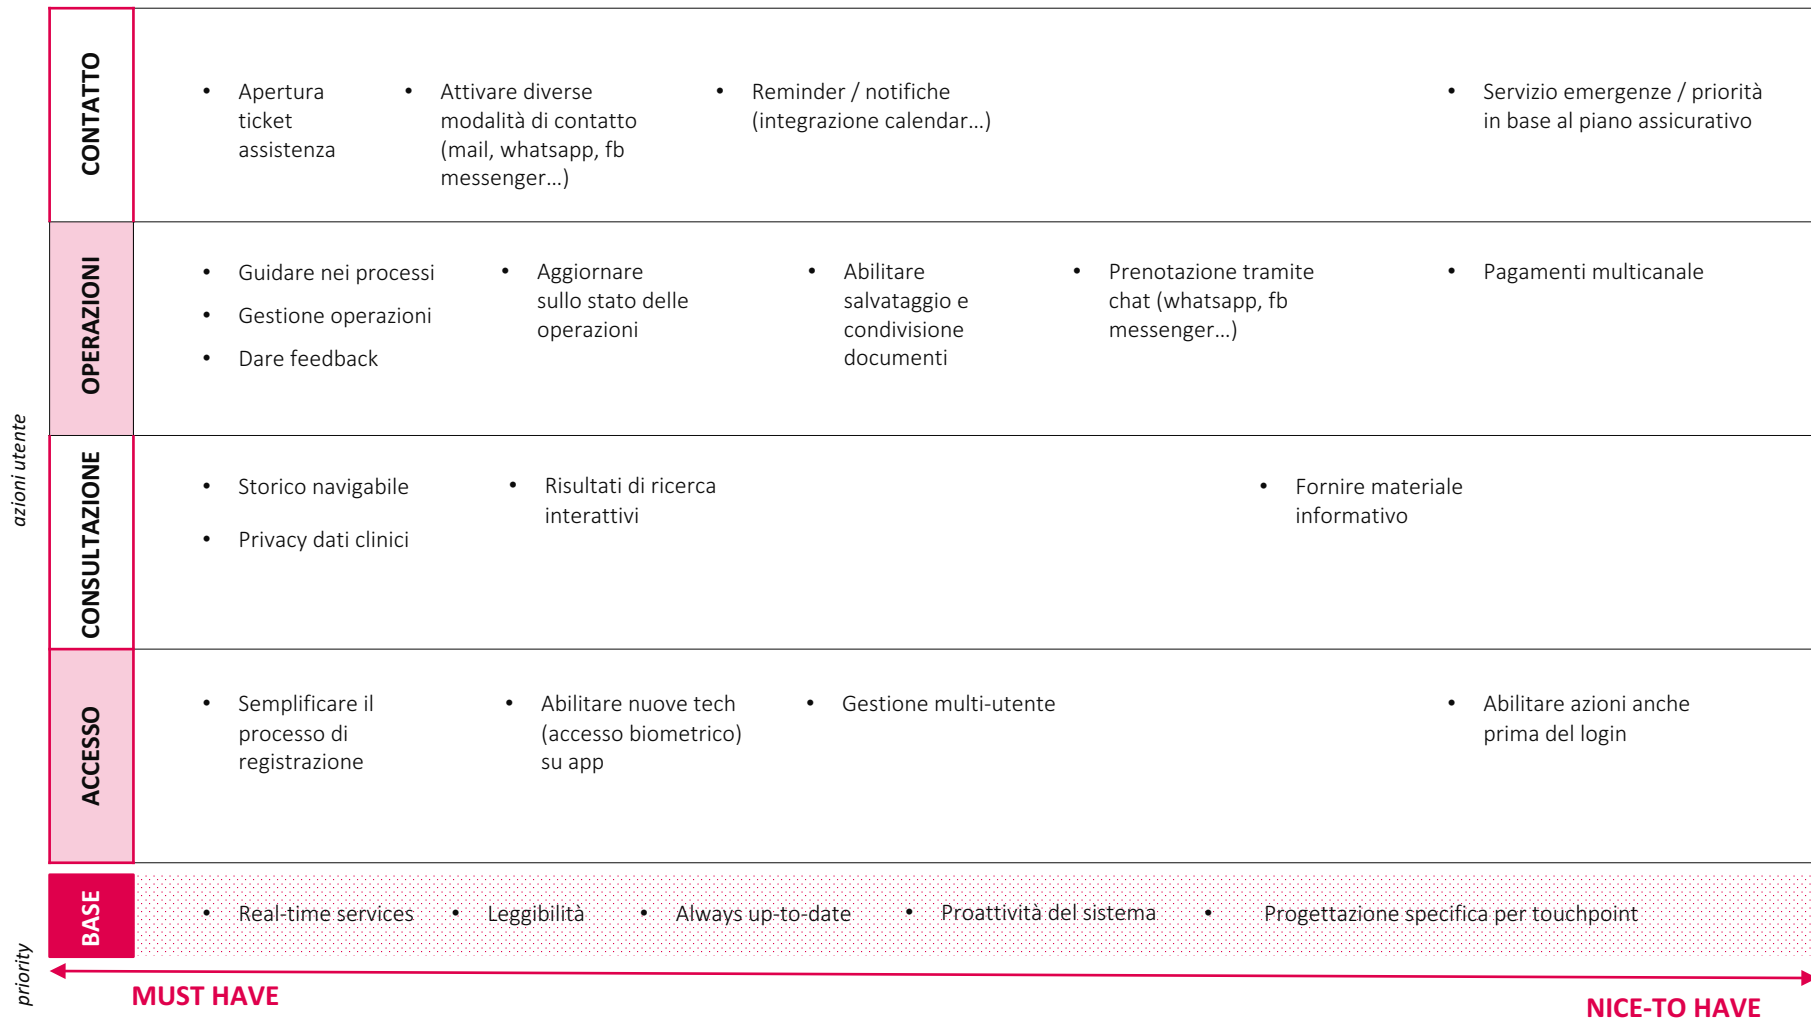 CONTATTO
• Apertura
ticket
assistenza
• Attivare diverse
modalità di contatto
(mail, whatsapp, fb
messenger...)
• Reminder / notifiche
(integrazione calendar...)
• Servizio emergenze / priorità
in base al piano assicurativo
azioni utente
OPERAZIONI
• Guidare nei processi
• Gestione operazioni
• Dare feedback
• Aggiornare
sullo stato delle
operazioni
• Abilitare
salvataggio e
condivisione
documenti
• Prenotazione tramite
chat (whatsapp, fb
messenger...)
• Pagamenti multicanale
CONSULTAZIONE
• Storico navigabile
• Privacy dati clinici
• Risultati di ricerca
interattivi
• Fornire materiale
informativo
ACCESSO
• Semplificare il
processo di
registrazione
• Abilitare nuove tech
(accesso biometrico)
su app
• Gestione multi-utente
• Abilitare azioni anche
prima del login
BASE
• Real-time services
• Leggibilità
• Always up-to-date
• Proattività del sistema
• Progettazione specifica per touchpoint
priority
MUST HAVE
NICE-TO HAVE